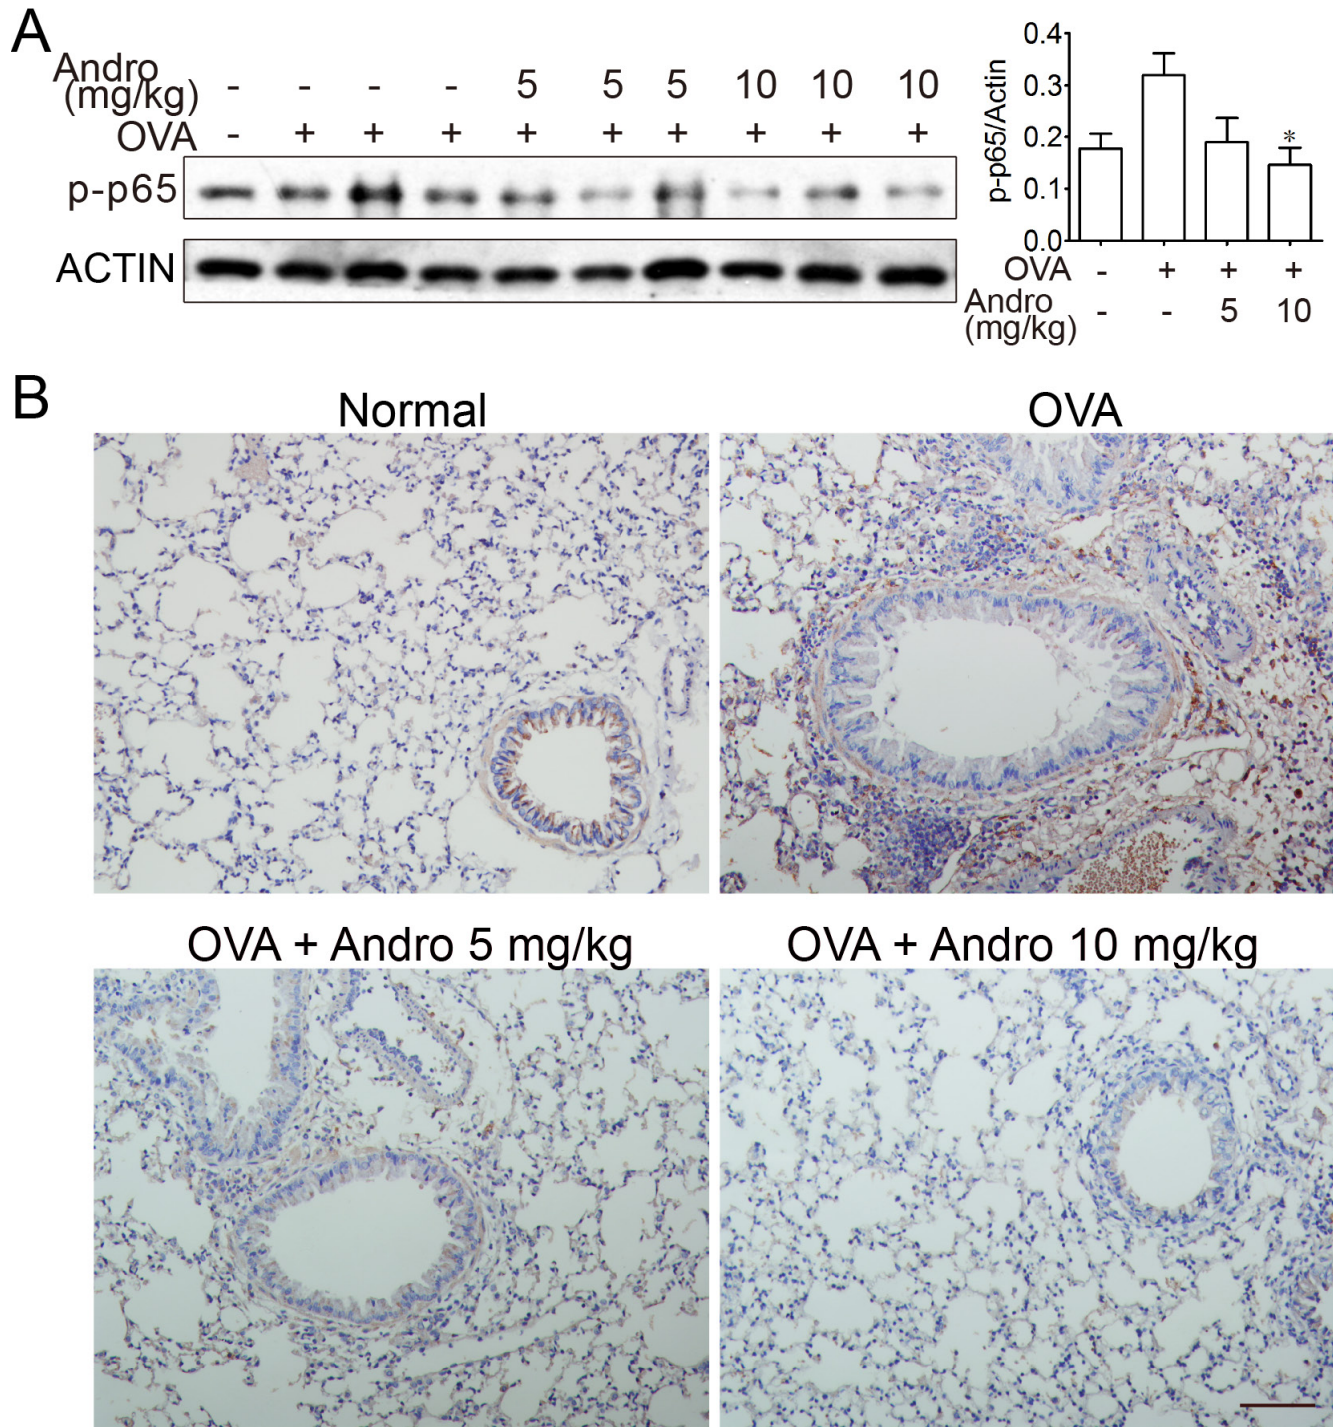 A
Andro
(mg/kg)
- - - - 5 5 5 10 10 10
OVA - + + + + + + + + +
p-p65
ACTIN
p-p65/Actin
0.4
0.3
0.2
0.1
0.0
*
OVA - + + +
Andro
(mg/kg)
- - 5 10
B
Normal
OVA
OVA + Andro 5 mg/kg
OVA + Andro 10 mg/kg